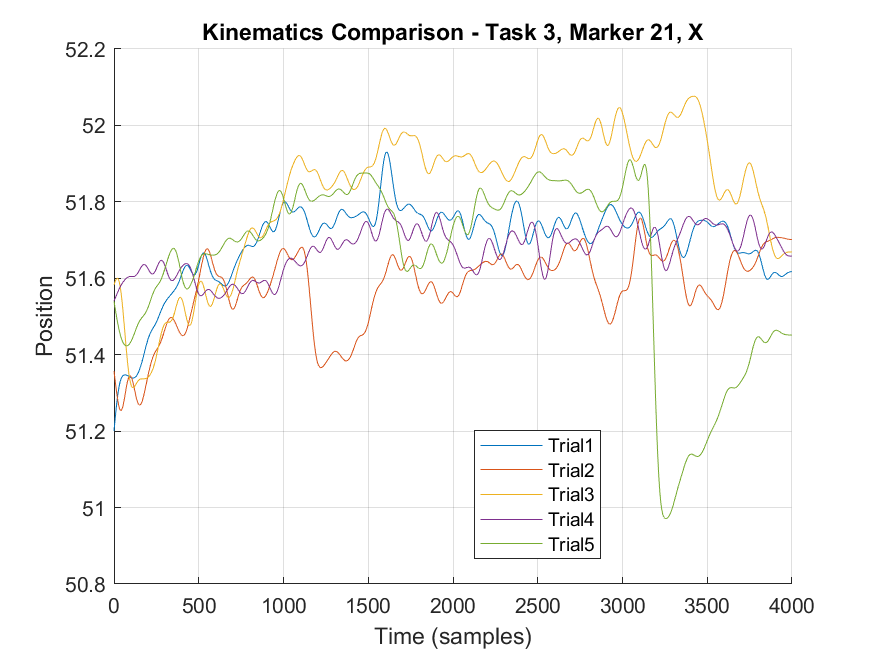 Kinematics Comparison - Task 3, Marker 21, X
52.2
52
51.8
51.6
51.4
51.2
51
50.8
Position
Trial1
Trial2
Trial3
Trial4
Trial5
0 500 1000 1500 2000 2500 3000 3500 4000
Time (samples)